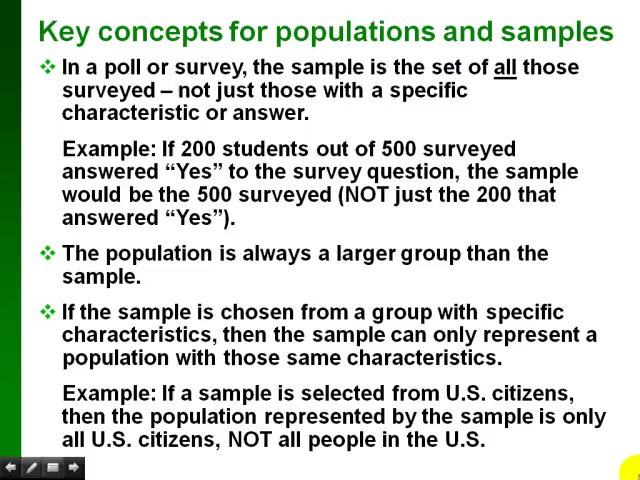 Key concepts for populations and samples
In a poll or survey, the sample is the set of all those
surveyed – not just those with a specific
characteristic or answer.
Example: If 200 students out of 500 surveyed
answered “Yes” to the survey question, the sample
would be the 500 surveyed (NOT just the 200 that
answered “Yes”).
The population is always a larger group than the
sample.
If the sample is chosen from a group with specific
characteristics, then the sample can only represent a
population with those same characteristics.
Example: If a sample is selected from U.S. citizens,
then the population represented by the sample is only
all U.S. citizens, NOT all people in the U.S.